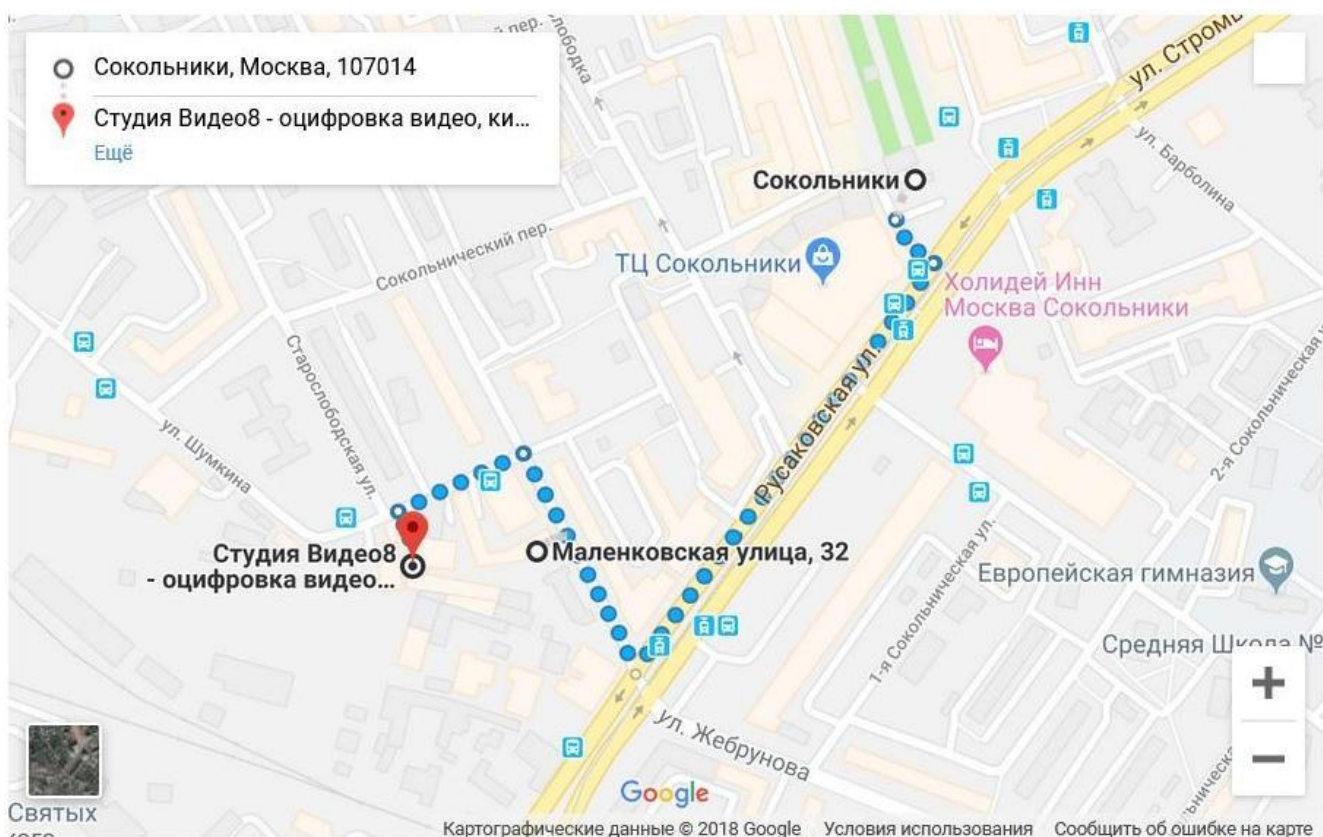 Сокольники, Москва, 107014
Студия Видео8 - оцифровка видео, ки...
Ещё
пер.
ул.
Сокольники
ул. Барболина
Сокольнический пер.
ТЦ Сокольники
Холидей Инн
Москва Сокольники
Старослободская ул.
Русаковская ул.
ул. Шумкина
2-я Сокольническая
Студия Видео8
- оцифровка видео...
Маленковская улица, 32
1-я Сокольническая ул.
Европейская гимназия
Средняя Школа №
ул. Жебрунова
+
−
Святых
Google
Картографические данные © 2018 Google Условия использования Сообщить об ошибке на карте